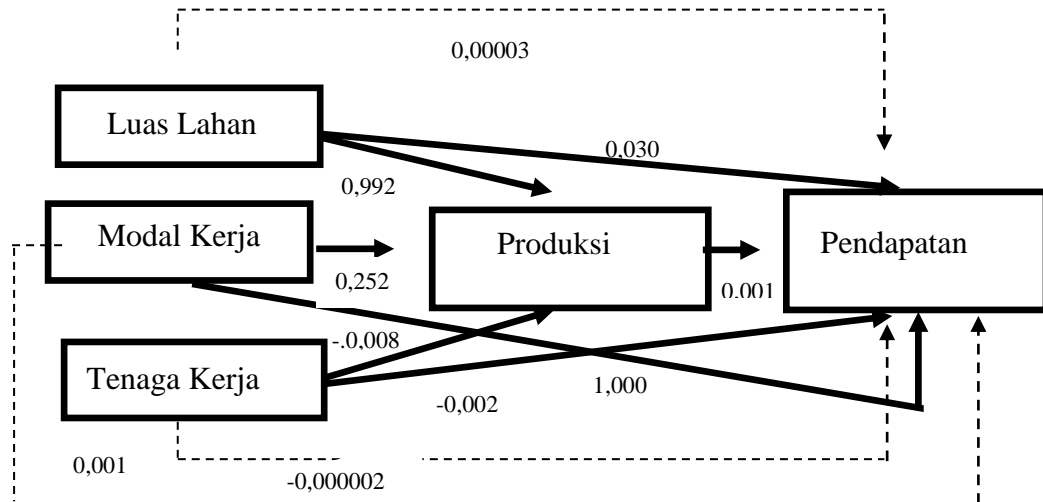 0,00003
Luas Lahan
0,030
0,992
Modal Kerja
Produksi
Pendapatan
0,252
0.001
-.0,008
Tenaga Kerja
-0,002
1,000
0,001
-0,000002